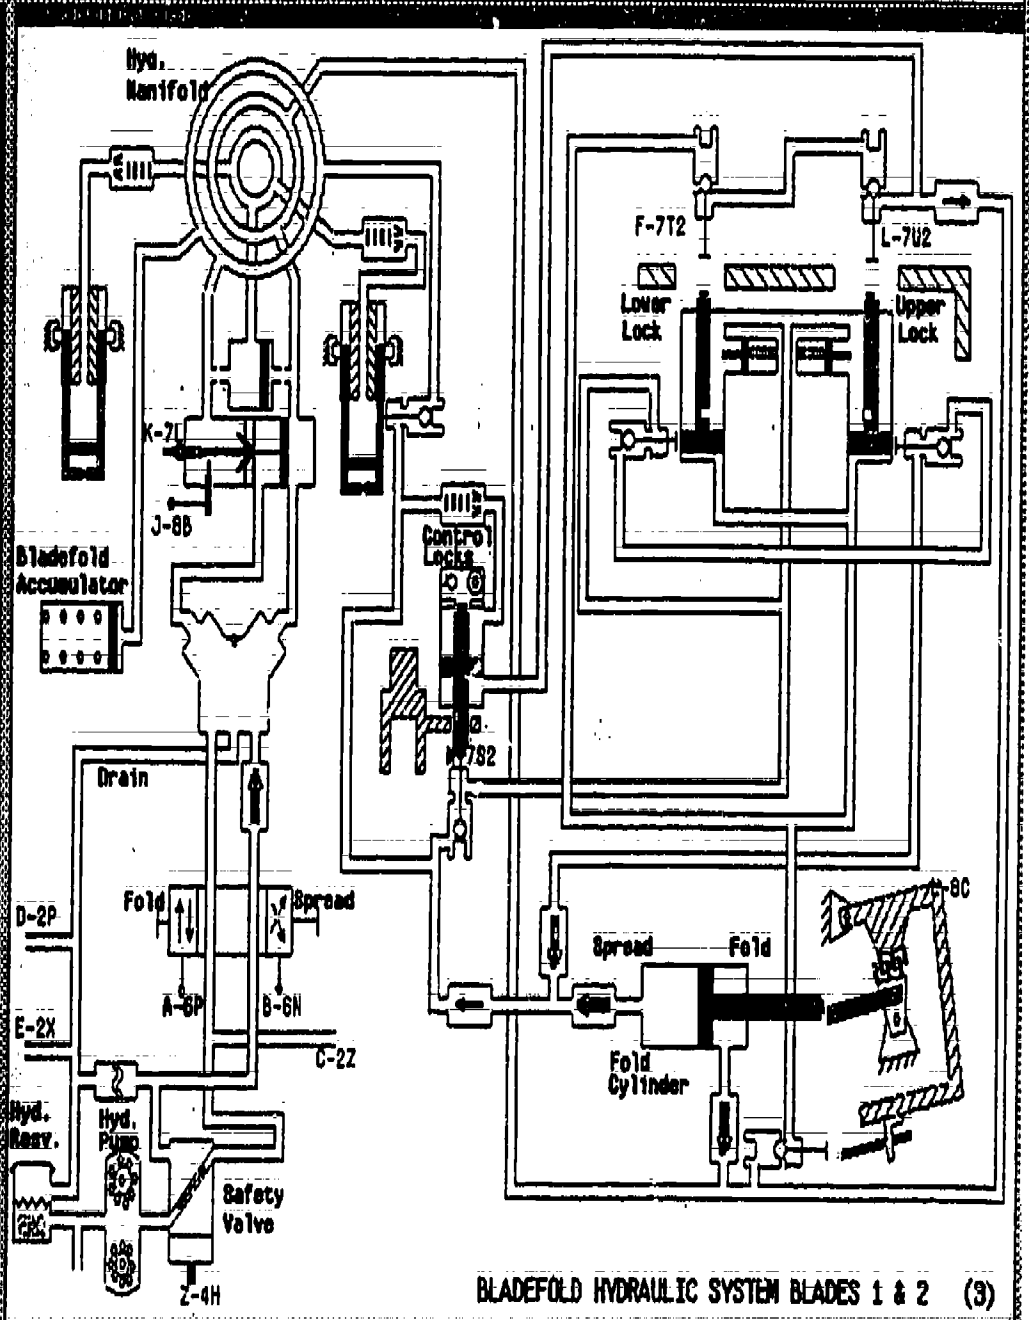 Hyd.
Manifold
F-7T2
L-7U2
Lower
Lock
Upper
Lock
J-8B
Control
Locks
Bladefold
Accumulator
Drain
Fold
Spread
D-2P
A-6P
B-6N
E-2X
C-2Z
Spread
Fold
Fold
Cylinder
Hyd.
Resv.
Hyd.
Pump
Safety
Valve
Z-4H
BLADEFOLD HYDRAULIC SYSTEM BLADES 1 & 2 (3)